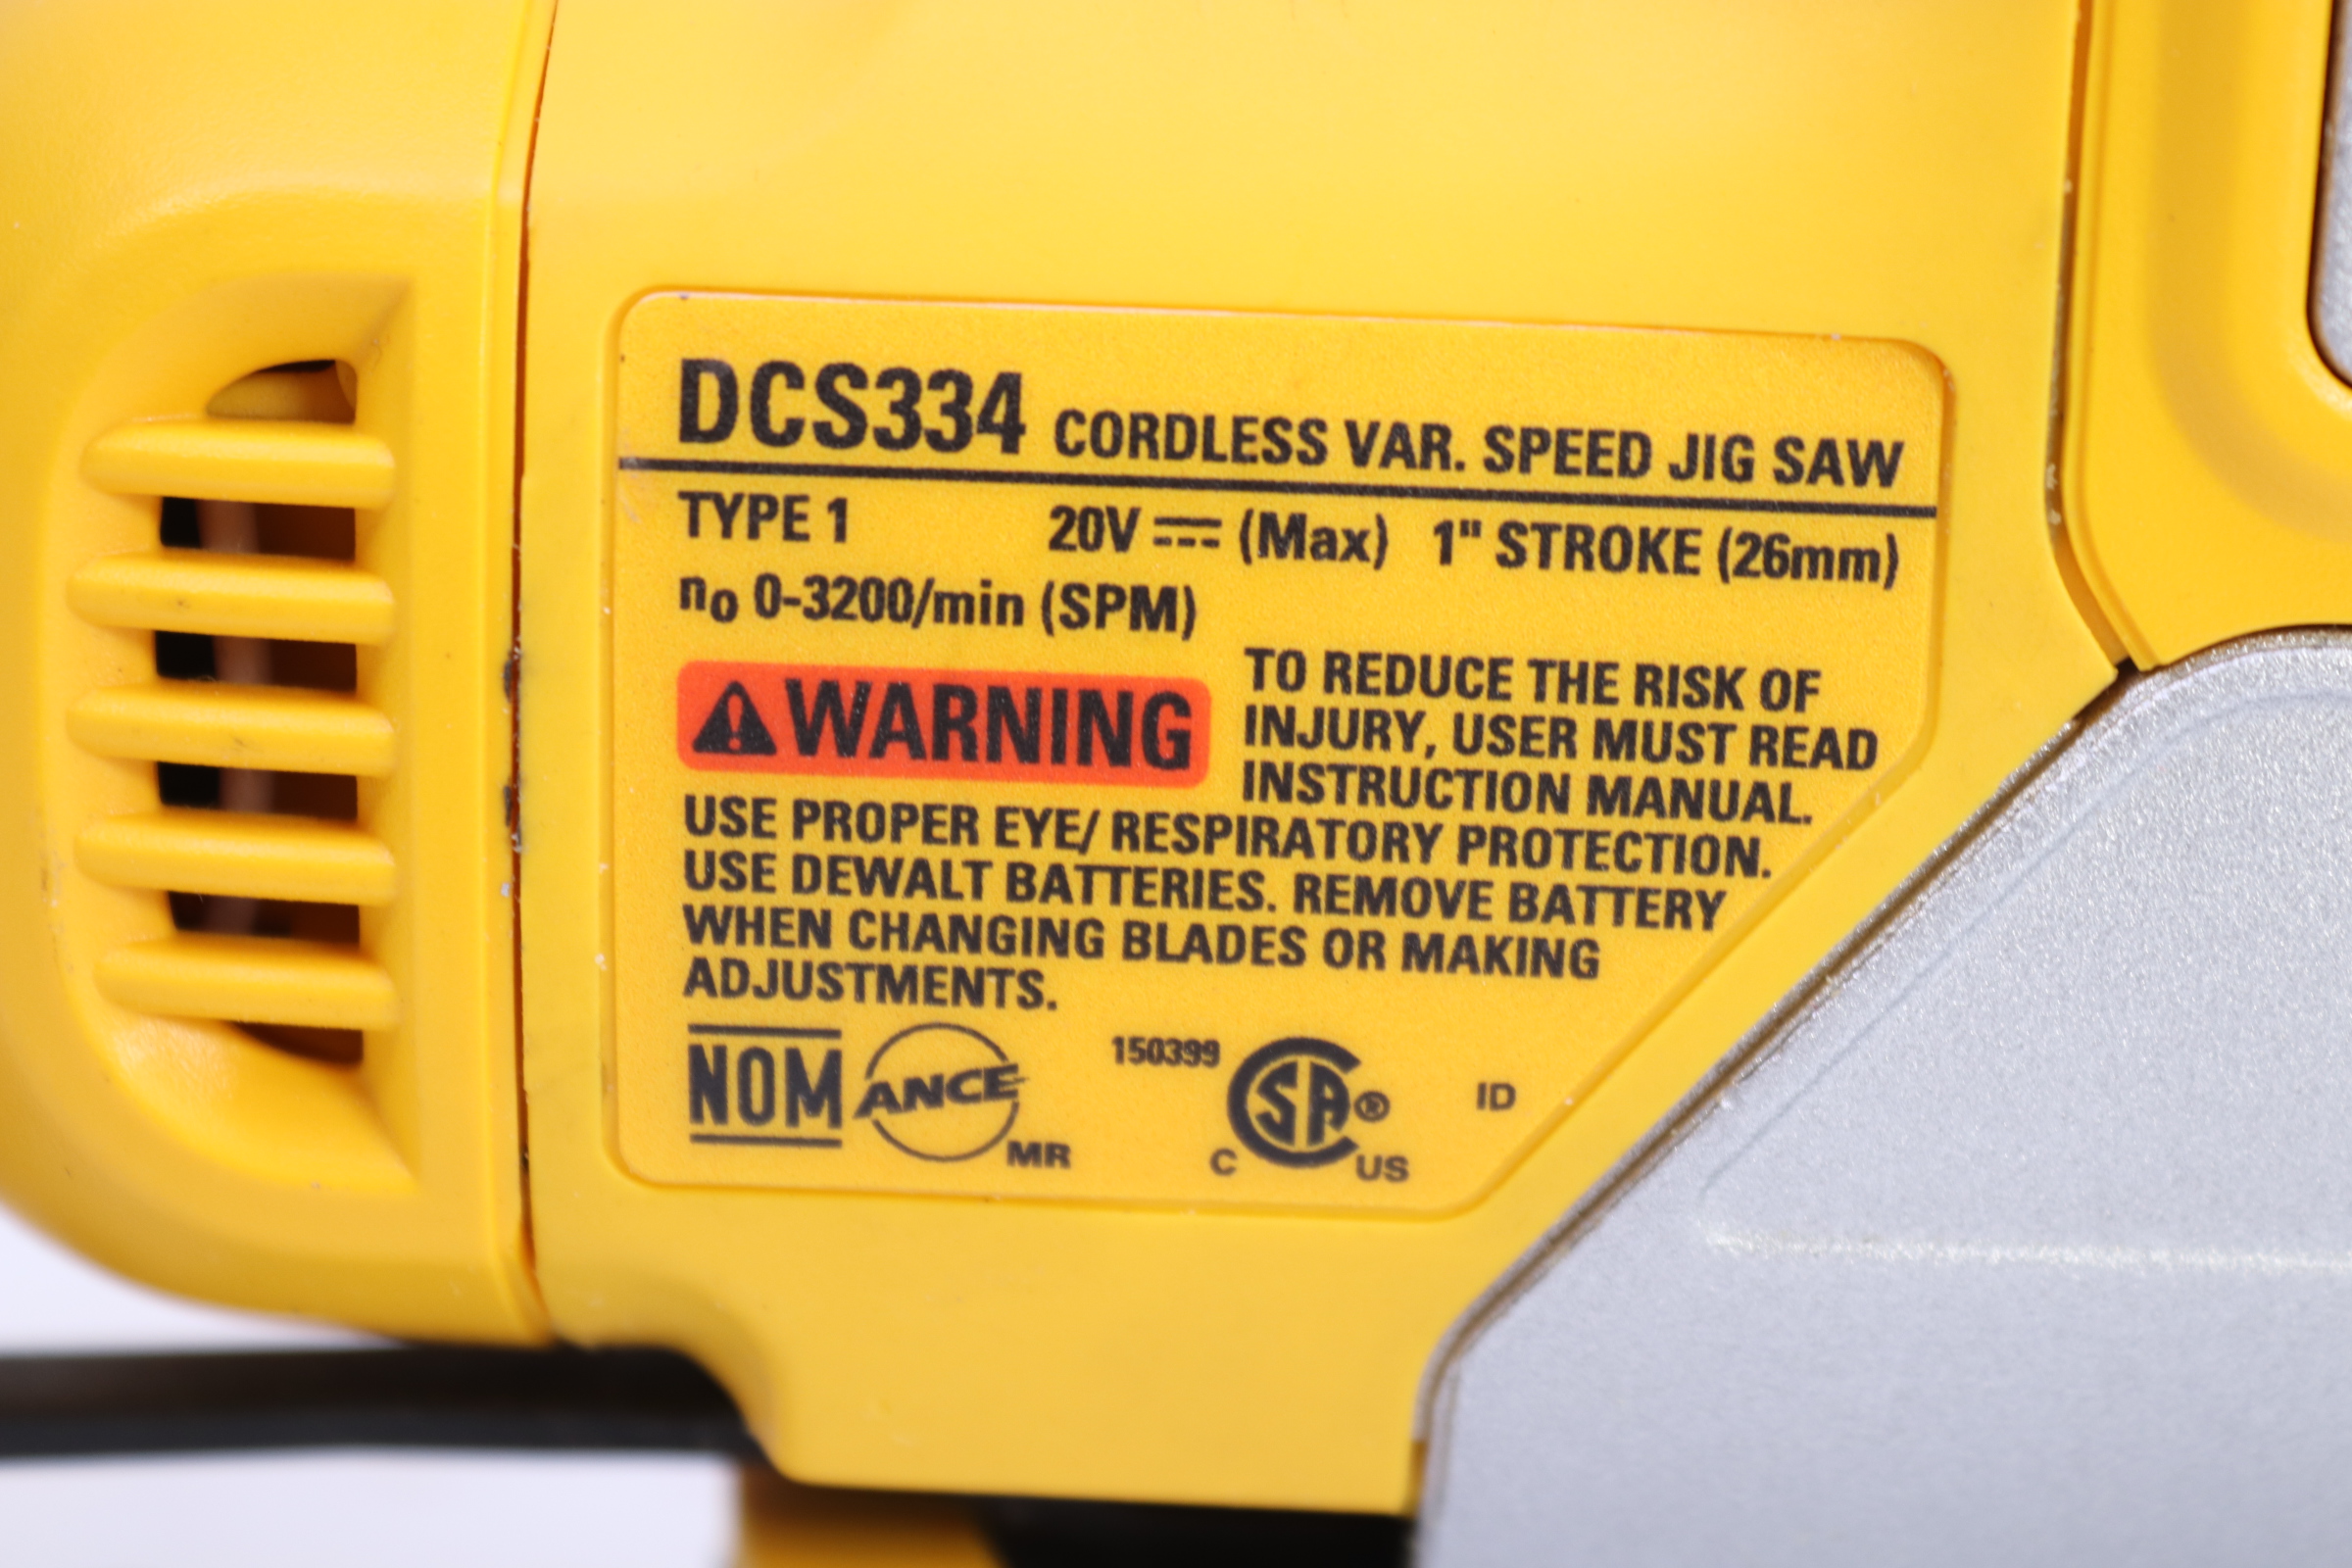 DCS334 CORDLESS VAR. SPEED JIG SAW
TYPE 1 20V ⎓ (Max) 1" STROKE (26mm)
n₀ 0-3200/min (SPM)
WARNING
TO REDUCE THE RISK OF
INJURY, USER MUST READ
INSTRUCTION MANUAL.
USE PROPER EYE/ RESPIRATORY PROTECTION.
USE DEWALT BATTERIES. REMOVE BATTERY
WHEN CHANGING BLADES OR MAKING
ADJUSTMENTS.
NOM ANCE MR
150399 C SA® US ID